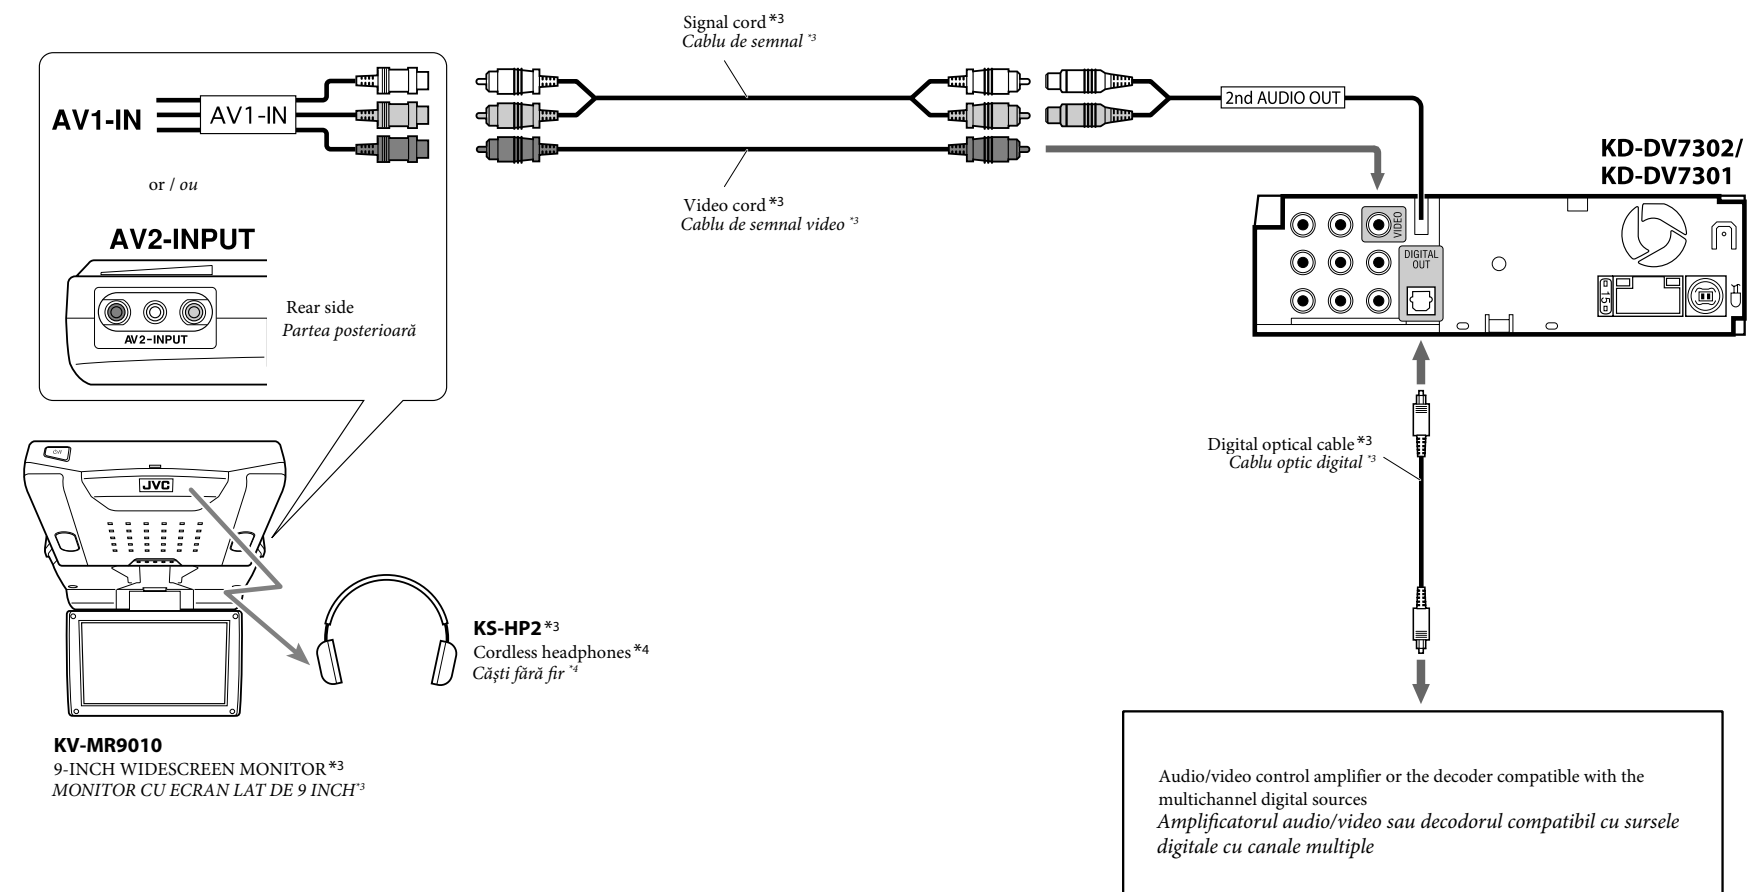 Signal cord*3
Cablu de semnal *3
AV1-IN
AV1-IN
2nd AUDIO OUT
KD-DV7302/
KD-DV7301
or / ou
Video cord*3
Cablu de semnal video *3
AV2-INPUT
VIDEO
DIGITAL
OUT
15
Rear side
Partea posterioară
AV2-INPUT
Digital optical cable*3
Cablu optic digital *3
JVC
KS-HP2*3
Cordless headphones*4
Căşti fără fir *4
KV-MR9010
9-INCH WIDESCREEN MONITOR*3
MONITOR CU ECRAN LAT DE 9 INCH*3
Audio/video control amplifier or the decoder compatible with the
multichannel digital sources
Amplificatorul audio/video sau decodorul compatibil cu sursele
digitale cu canale multiple